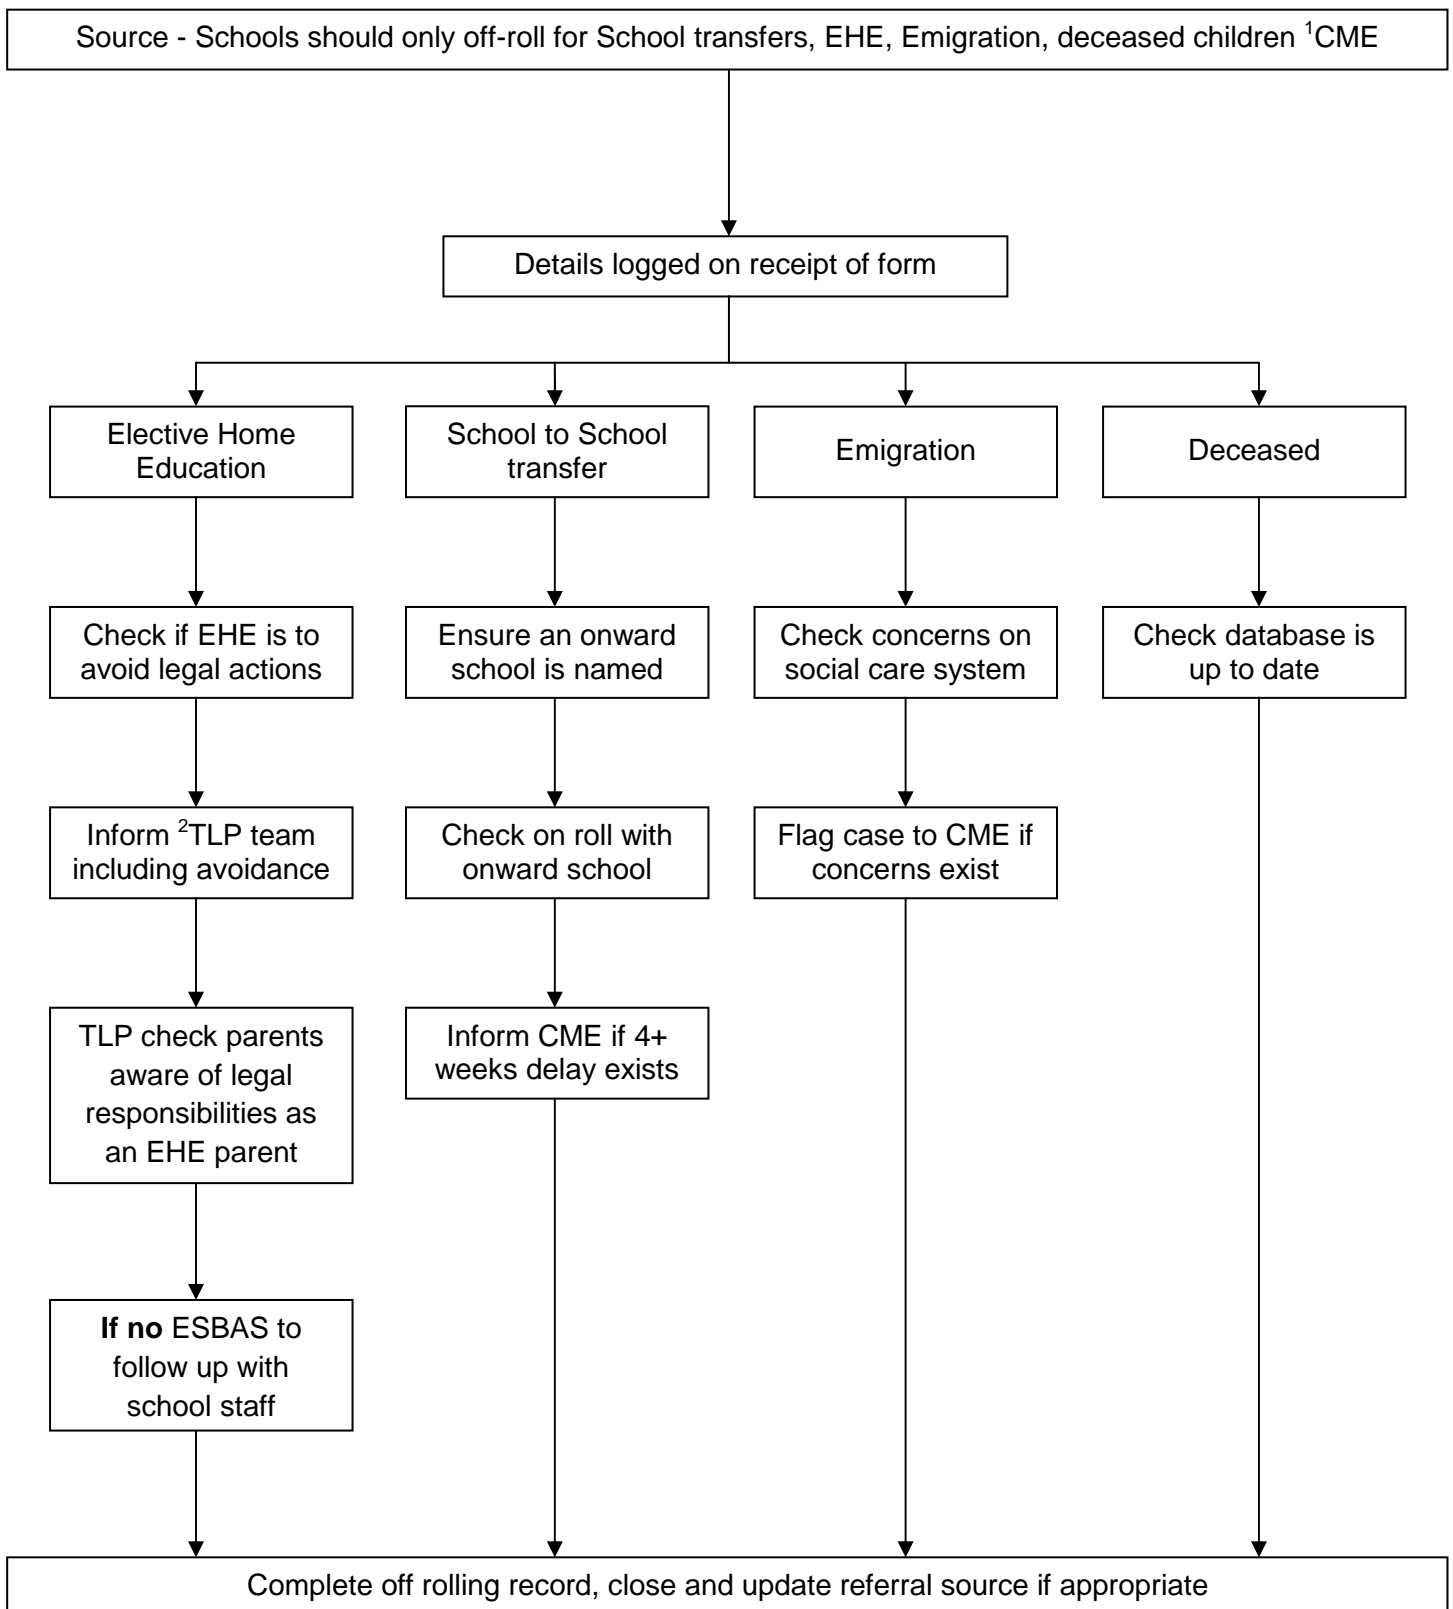 Source - Schools should only off-roll for School transfers, EHE, Emigration, deceased children ¹CME
Details logged on receipt of form
Elective Home
Education
School to School
transfer
Emigration
Deceased
Check if EHE is to
avoid legal actions
Ensure an onward
school is named
Check concerns on
social care system
Check database is
up to date
Inform ²TLP team
including avoidance
Check on roll with
onward school
Flag case to CME if
concerns exist
TLP check parents
aware of legal
responsibilities as
an EHE parent
Inform CME if 4+
weeks delay exists
If no ESBAS to
follow up with
school staff
Complete off rolling record, close and update referral source if appropriate